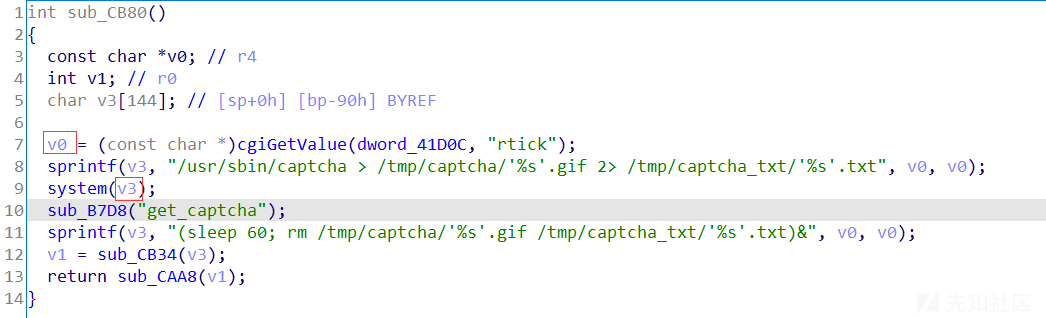 1 int sub_CB80()
2 {
3 const char *v0; // r4
4 int v1; // r0
5 char v3[144]; // [sp+0h] [bp-90h] BYREF
6
7 v0 = (const char *)cgiGetValue(dword_41D0C, "rtick");
8 sprintf(v3, "/usr/sbin/captcha > /tmp/captcha/'%s'.gif 2> /tmp/captcha_txt/'%s'.txt", v0, v0);
9 system(v3);
10 sub_B7D8("get_captcha");
11 sprintf(v3, "(sleep 60; rm /tmp/captcha/'%s'.gif /tmp/captcha_txt/'%s'.txt)&", v0, v0);
12 v1 = sub_CB34(v3);
13 return sub_CAA8(v1);
14 }
先知社区